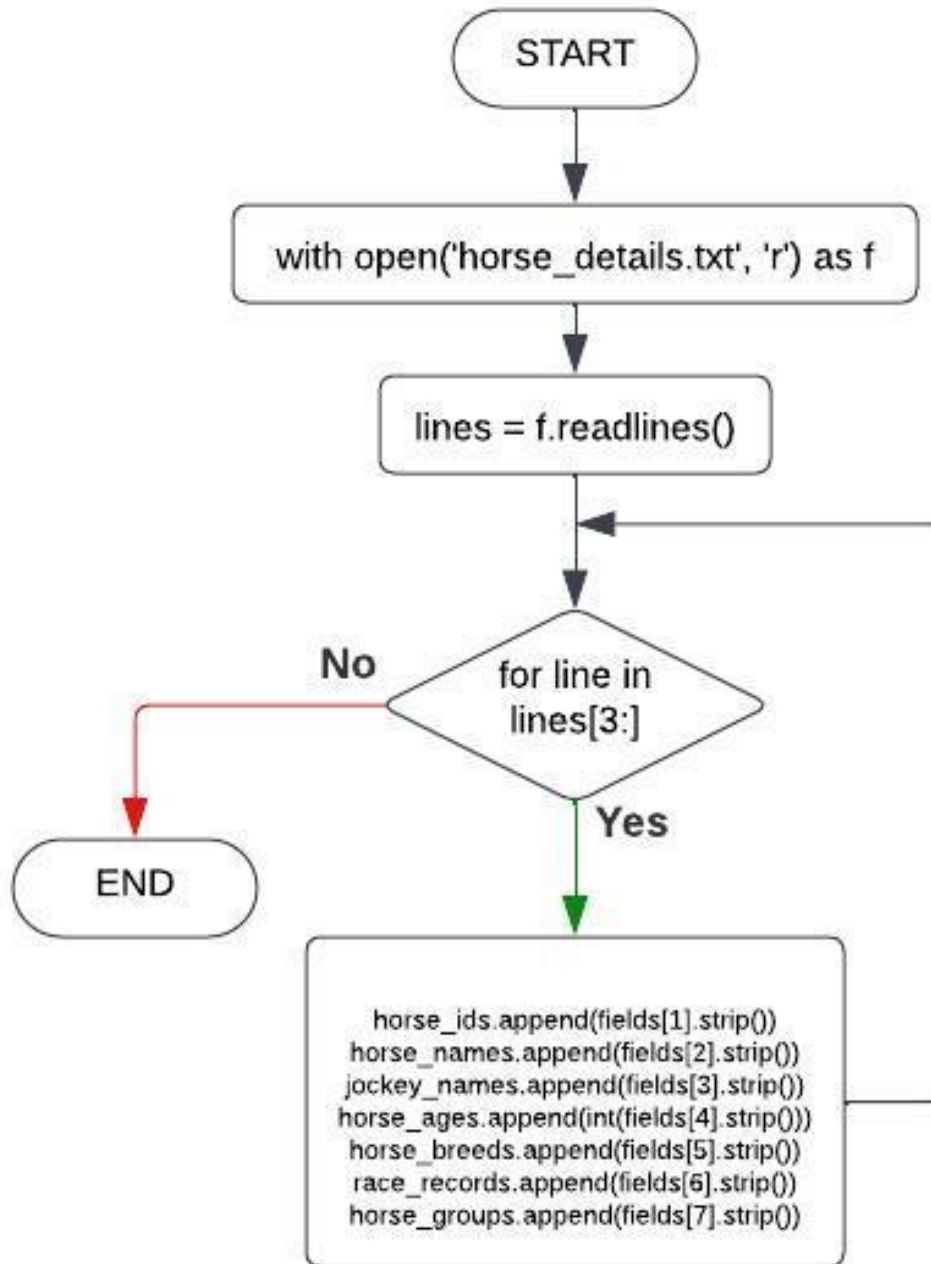 START
with open('horse_details.txt', 'r') as f
lines = f.readlines()
No
for line in
lines[3:]
Yes
END
horse_ids.append(fields[1].strip())
horse_names.append(fields[2].strip())
jockey_names.append(fields[3].strip())
horse_ages.append(int(fields[4].strip()))
horse_breeds.append(fields[5].strip())
race_records.append(fields[6].strip())
horse_groups.append(fields[7].strip())